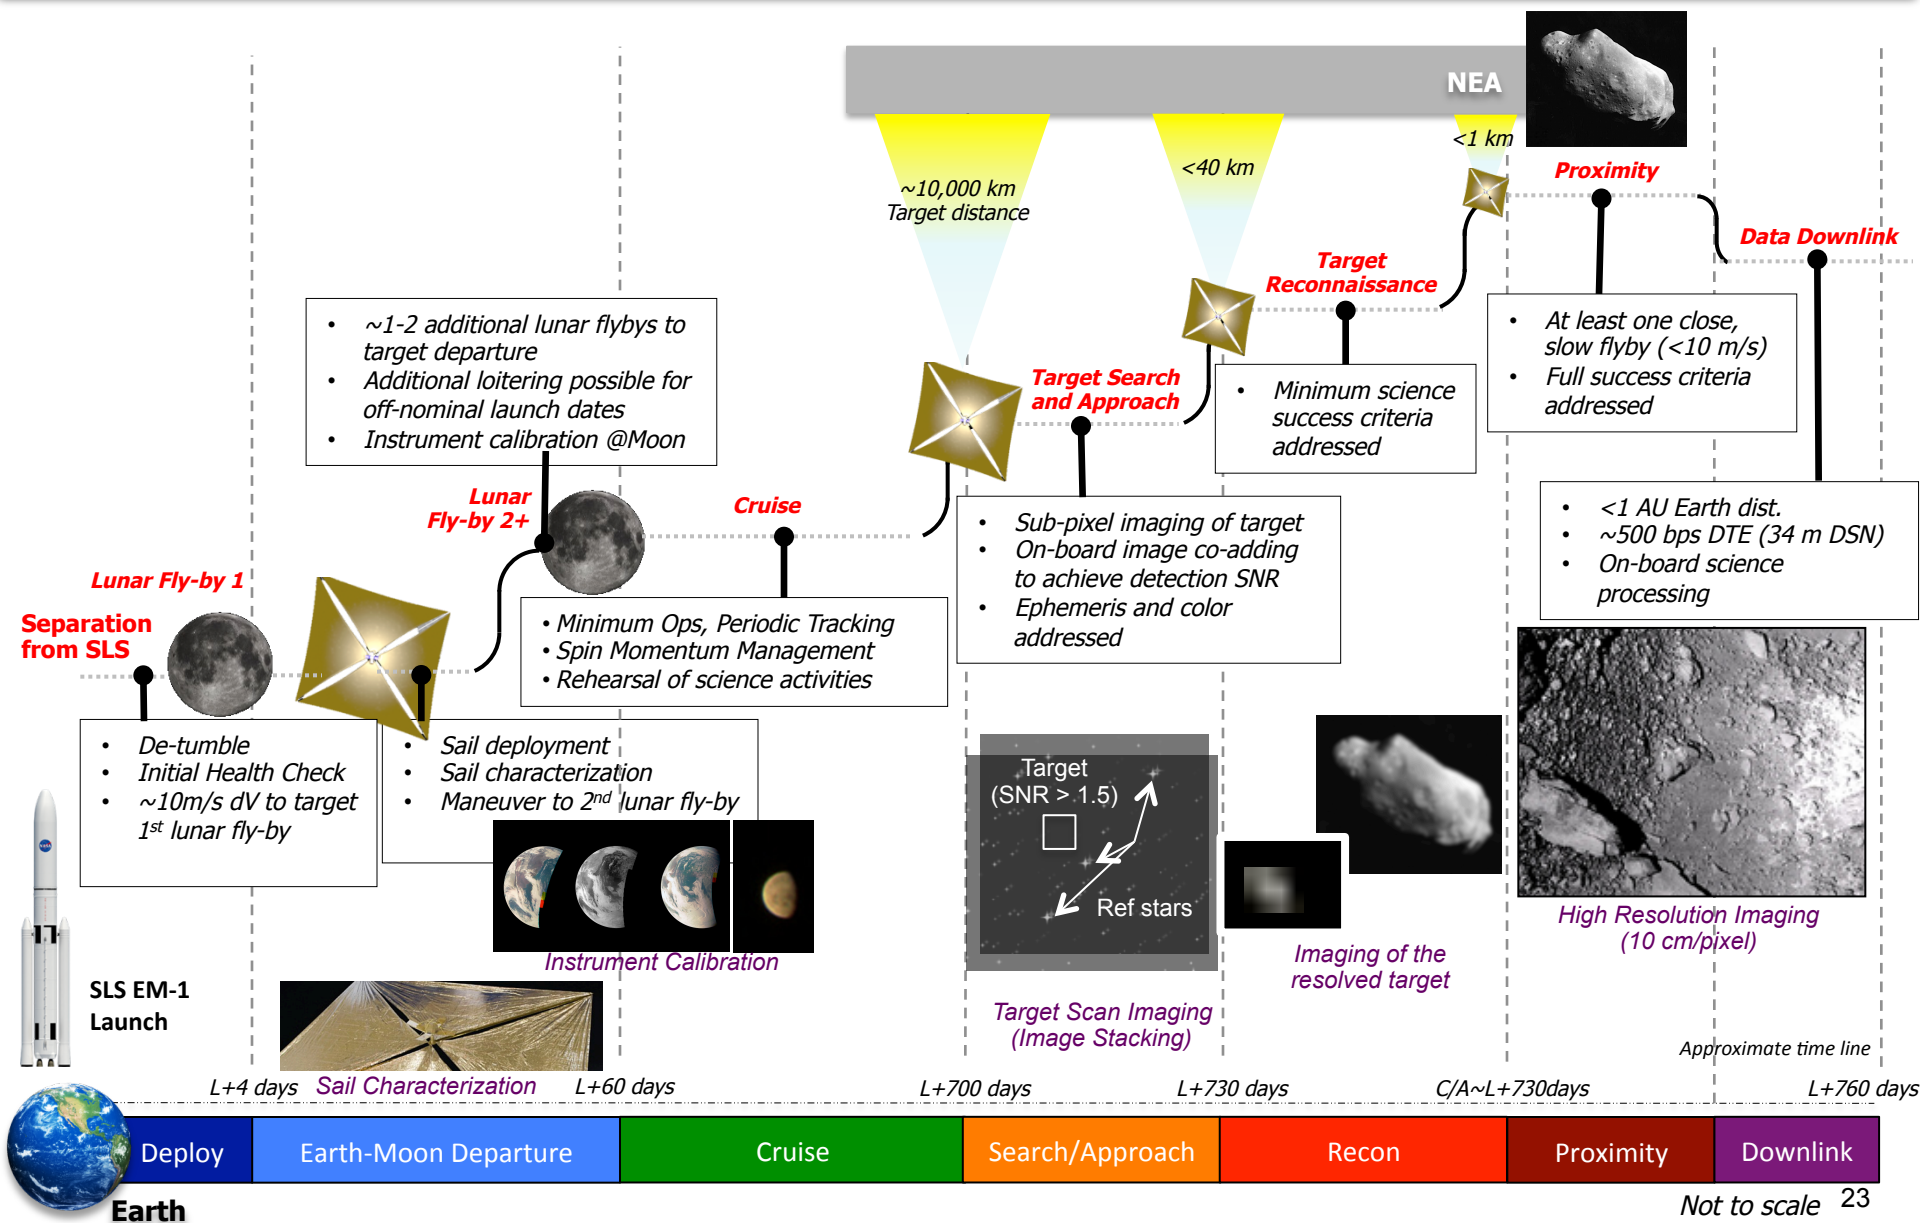 NEA
<1 km
~10,000 km
Target distance
<40 km
Proximity
Data Downlink
Target
Reconnaissance
• ~1-2 additional lunar flybys to
target departure
• Additional loitering possible for
off-nominal launch dates
• Instrument calibration @Moon
• At least one close,
slow flyby (<10 m/s)
• Full success criteria
addressed
Target Search
and Approach
• Minimum science
success criteria
addressed
Lunar
Fly-by 2+
Cruise
• Sub-pixel imaging of target
• On-board image co-adding
to achieve detection SNR
• Ephemeris and color
addressed
• <1 AU Earth dist.
• ~500 bps DTE (34 m DSN)
• On-board science
processing
Lunar Fly-by 1
Separation
from SLS
• Minimum Ops, Periodic Tracking
• Spin Momentum Management
• Rehearsal of science activities
• De-tumble
• Initial Health Check
• ~10m/s dV to target
1st lunar fly-by
• Sail deployment
• Sail characterization
• Maneuver to 2nd lunar fly-by
Target
(SNR > 1.5)
Ref stars
NASA
Instrument Calibration
High Resolution Imaging
(10 cm/pixel)
Imaging of the
resolved target
SLS EM-1
Launch
Target Scan Imaging
(Image Stacking)
Approximate time line
L+4 days
Sail Characterization
L+60 days
L+700 days
L+730 days
C/A~L+730days
L+760 days
Deploy
Earth-Moon Departure
Cruise
Search/Approach
Recon
Proximity
Downlink
Earth
Not to scale
23